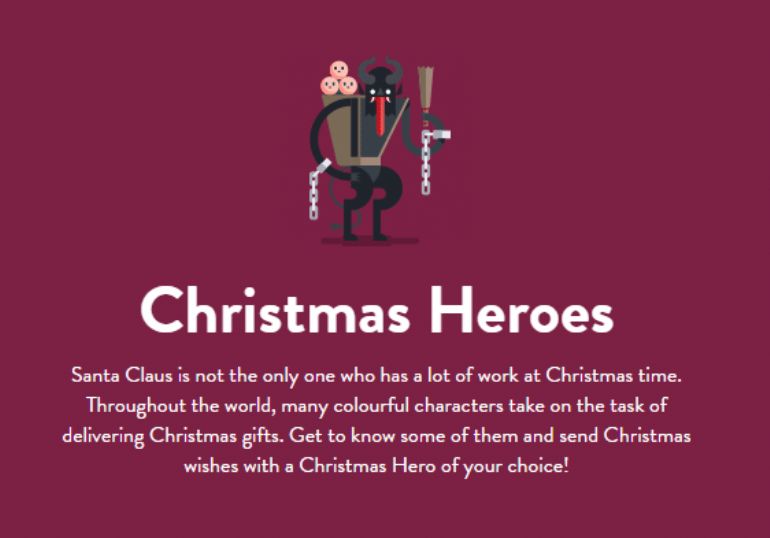 Christmas Heroes
Santa Claus is not the only one who has a lot of work at Christmas time.
Throughout the world, many colourful characters take on the task of
delivering Christmas gifts. Get to know some of them and send Christmas
wishes with a Christmas Hero of your choice!